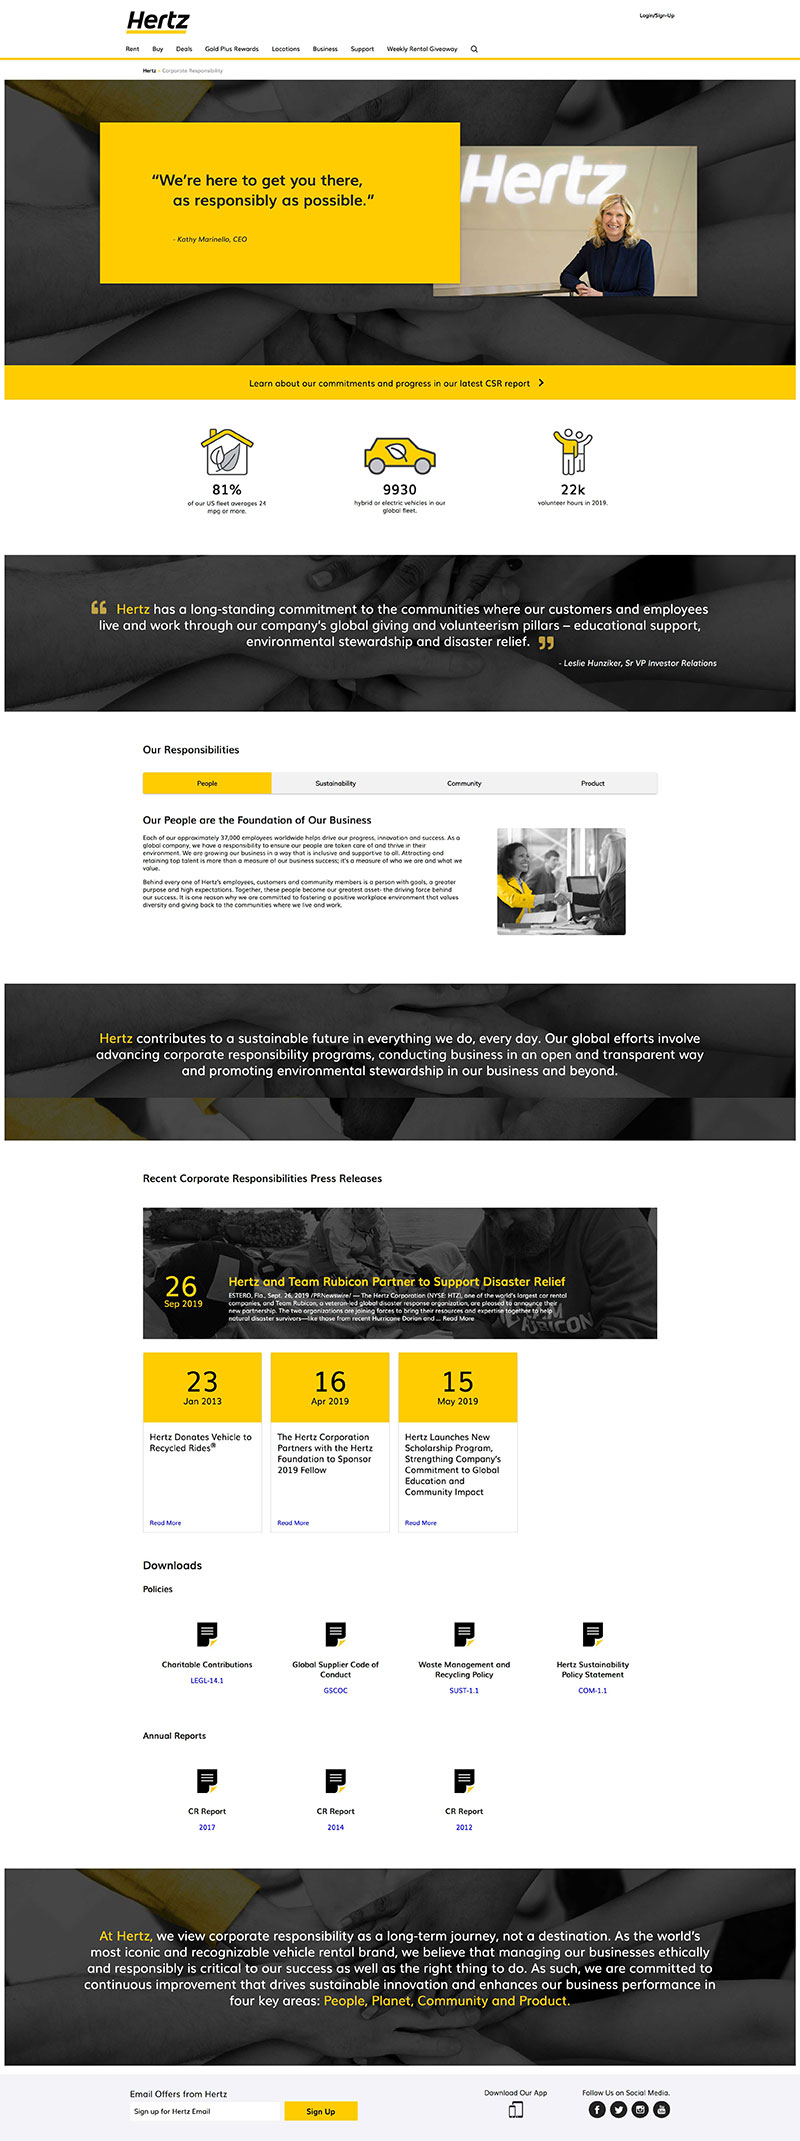 Hertz
Login/Sign-Up
Rent Buy Deals Gold Plus Rewards Locations Business Support Weekly Rental Giveaway
Hertz - Corporate Responsibility
Hertz
“We’re here to get you there,
as responsibly as possible.”
- Kathy Marinello, CEO
Learn about our commitments and progress in our latest CSR report
81% 9930 22k
of our US fleet averages 24
mpg or more.
hybrid or electric vehicles in our
global fleet.
volunteer hours in 2019.
Hertz has a long-standing commitment to the communities where our customers and employees
live and work through our company's global giving and volunteerism pillars – educational support,
environmental stewardship and disaster relief.
- Leslie Hunziker, Sr VP Investor Relations
Our Responsibilities
People Sustainability Community Product
Our People are the Foundation of Our Business
Each of our approximately 37,000 employees worldwide helps drive our progress, innovation and success. As a
global company, we have a responsibility to ensure our people are taken care of and thrive in their
environment. We are growing our business in a way that is inclusive and supportive to all. Attracting and
retaining top talent is more than a measure of our business success; it's a measure of who we are and what we
value.
Behind every one of Hertz's employees, customers and community members is a person with goals, a greater
purpose and high expectations. Together, these people become our greatest asset- the driving force behind
our success. It is one reason why we are committed to fostering a positive workplace environment that values
diversity and giving back to the communities where we live and work.
Hertz contributes to a sustainable future in everything we do, every day. Our global efforts involve
advancing corporate responsibility programs, conducting business in an open and transparent way
and promoting environmental stewardship in our business and beyond.
Recent Corporate Responsibilities Press Releases
26
Sep 2019
Hertz and Team Rubicon Partner to Support Disaster Relief
ESTERO, Fla., Sept. 26, 2019 /PRNewswire/ — The Hertz Corporation (NYSE: HTZ), one of the world's largest car rental
companies, and Team Rubicon, a veteran-led global disaster response organization, are pleased to announce their
new partnership. The two organizations are joining forces to bring their resources and expertise together to help
natural disaster survivors—like those from recent Hurricane Dorian and ... Read More
TEAM
RUBICON
23
Jan 2013
Hertz Donates Vehicle to
Recycled Rides®
Read More
16
Apr 2019
The Hertz Corporation
Partners with the Hertz
Foundation to Sponsor
2019 Fellow
Read More
15
May 2019
Hertz Launches New
Scholarship Program,
Strengthing Company's
Commitment to Global
Education and
Community Impact
Read More
Downloads
Policies
Charitable Contributions
LEGL-14.1
Global Supplier Code of
Conduct
GSCOC
Waste Management and
Recycling Policy
SUST-1.1
Hertz Sustainability
Policy Statement
COM-1.1
Annual Reports
CR Report
2017
CR Report
2014
CR Report
2012
At Hertz, we view corporate responsibility as a long-term journey, not a destination. As the world's
most iconic and recognizable vehicle rental brand, we believe that managing our businesses ethically
and responsibly is critical to our success as well as the right thing to do. As such, we are committed to
continuous improvement that drives sustainable innovation and enhances our business performance in
four key areas: People, Planet, Community and Product.
Email Offers from Hertz
Sign up for Hertz Email
Sign Up
Download Our App
Follow Us on Social Media.